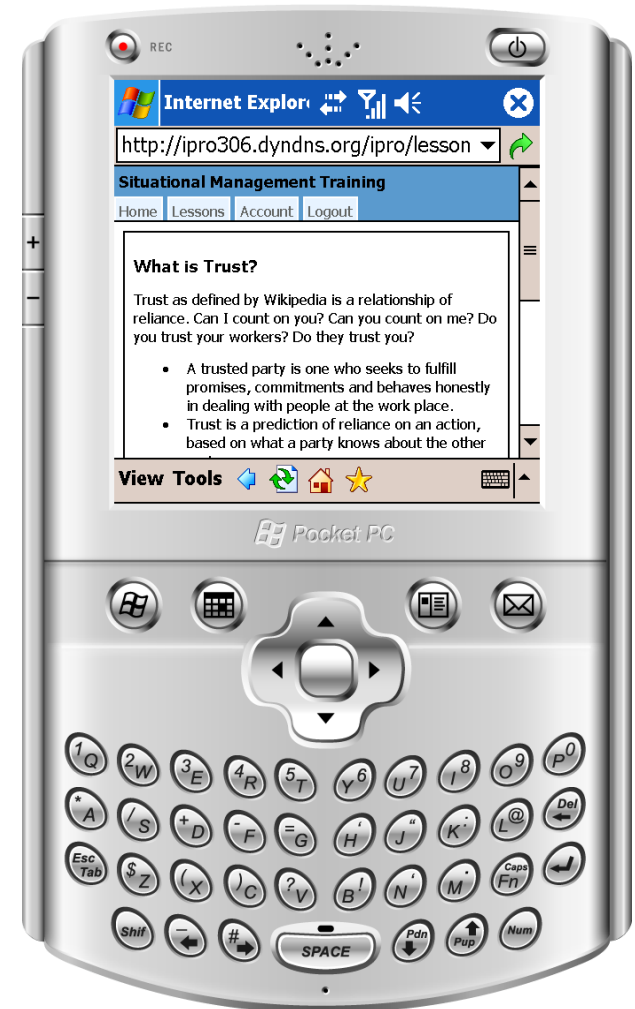 REC
Internet Explor
http://ipro306.dyndns.org/ipro/lesson
Situational Management Training
Home Lessons Account Logout
What is Trust?
Trust as defined by Wikipedia is a relationship of
reliance. Can I count on you? Can you count on me? Do
you trust your workers? Do they trust you?
• A trusted party is one who seeks to fulfill
promises, commitments and behaves honestly
in dealing with people at the work place.
• Trust is a prediction of reliance on an action,
based on what a party knows about the other
View Tools
Pocket PC
+
−
1 Q 2 W 3 E 4 R 5 T Y 6 U 7 I 8 O 9 P 0
* A / S + D - F = G H ' J " K : L @ Del
Esc Tab $ Z ( X ) C ? V B ! N ' M . Caps Fn
Shif – # SPACE Pdn Pup Num